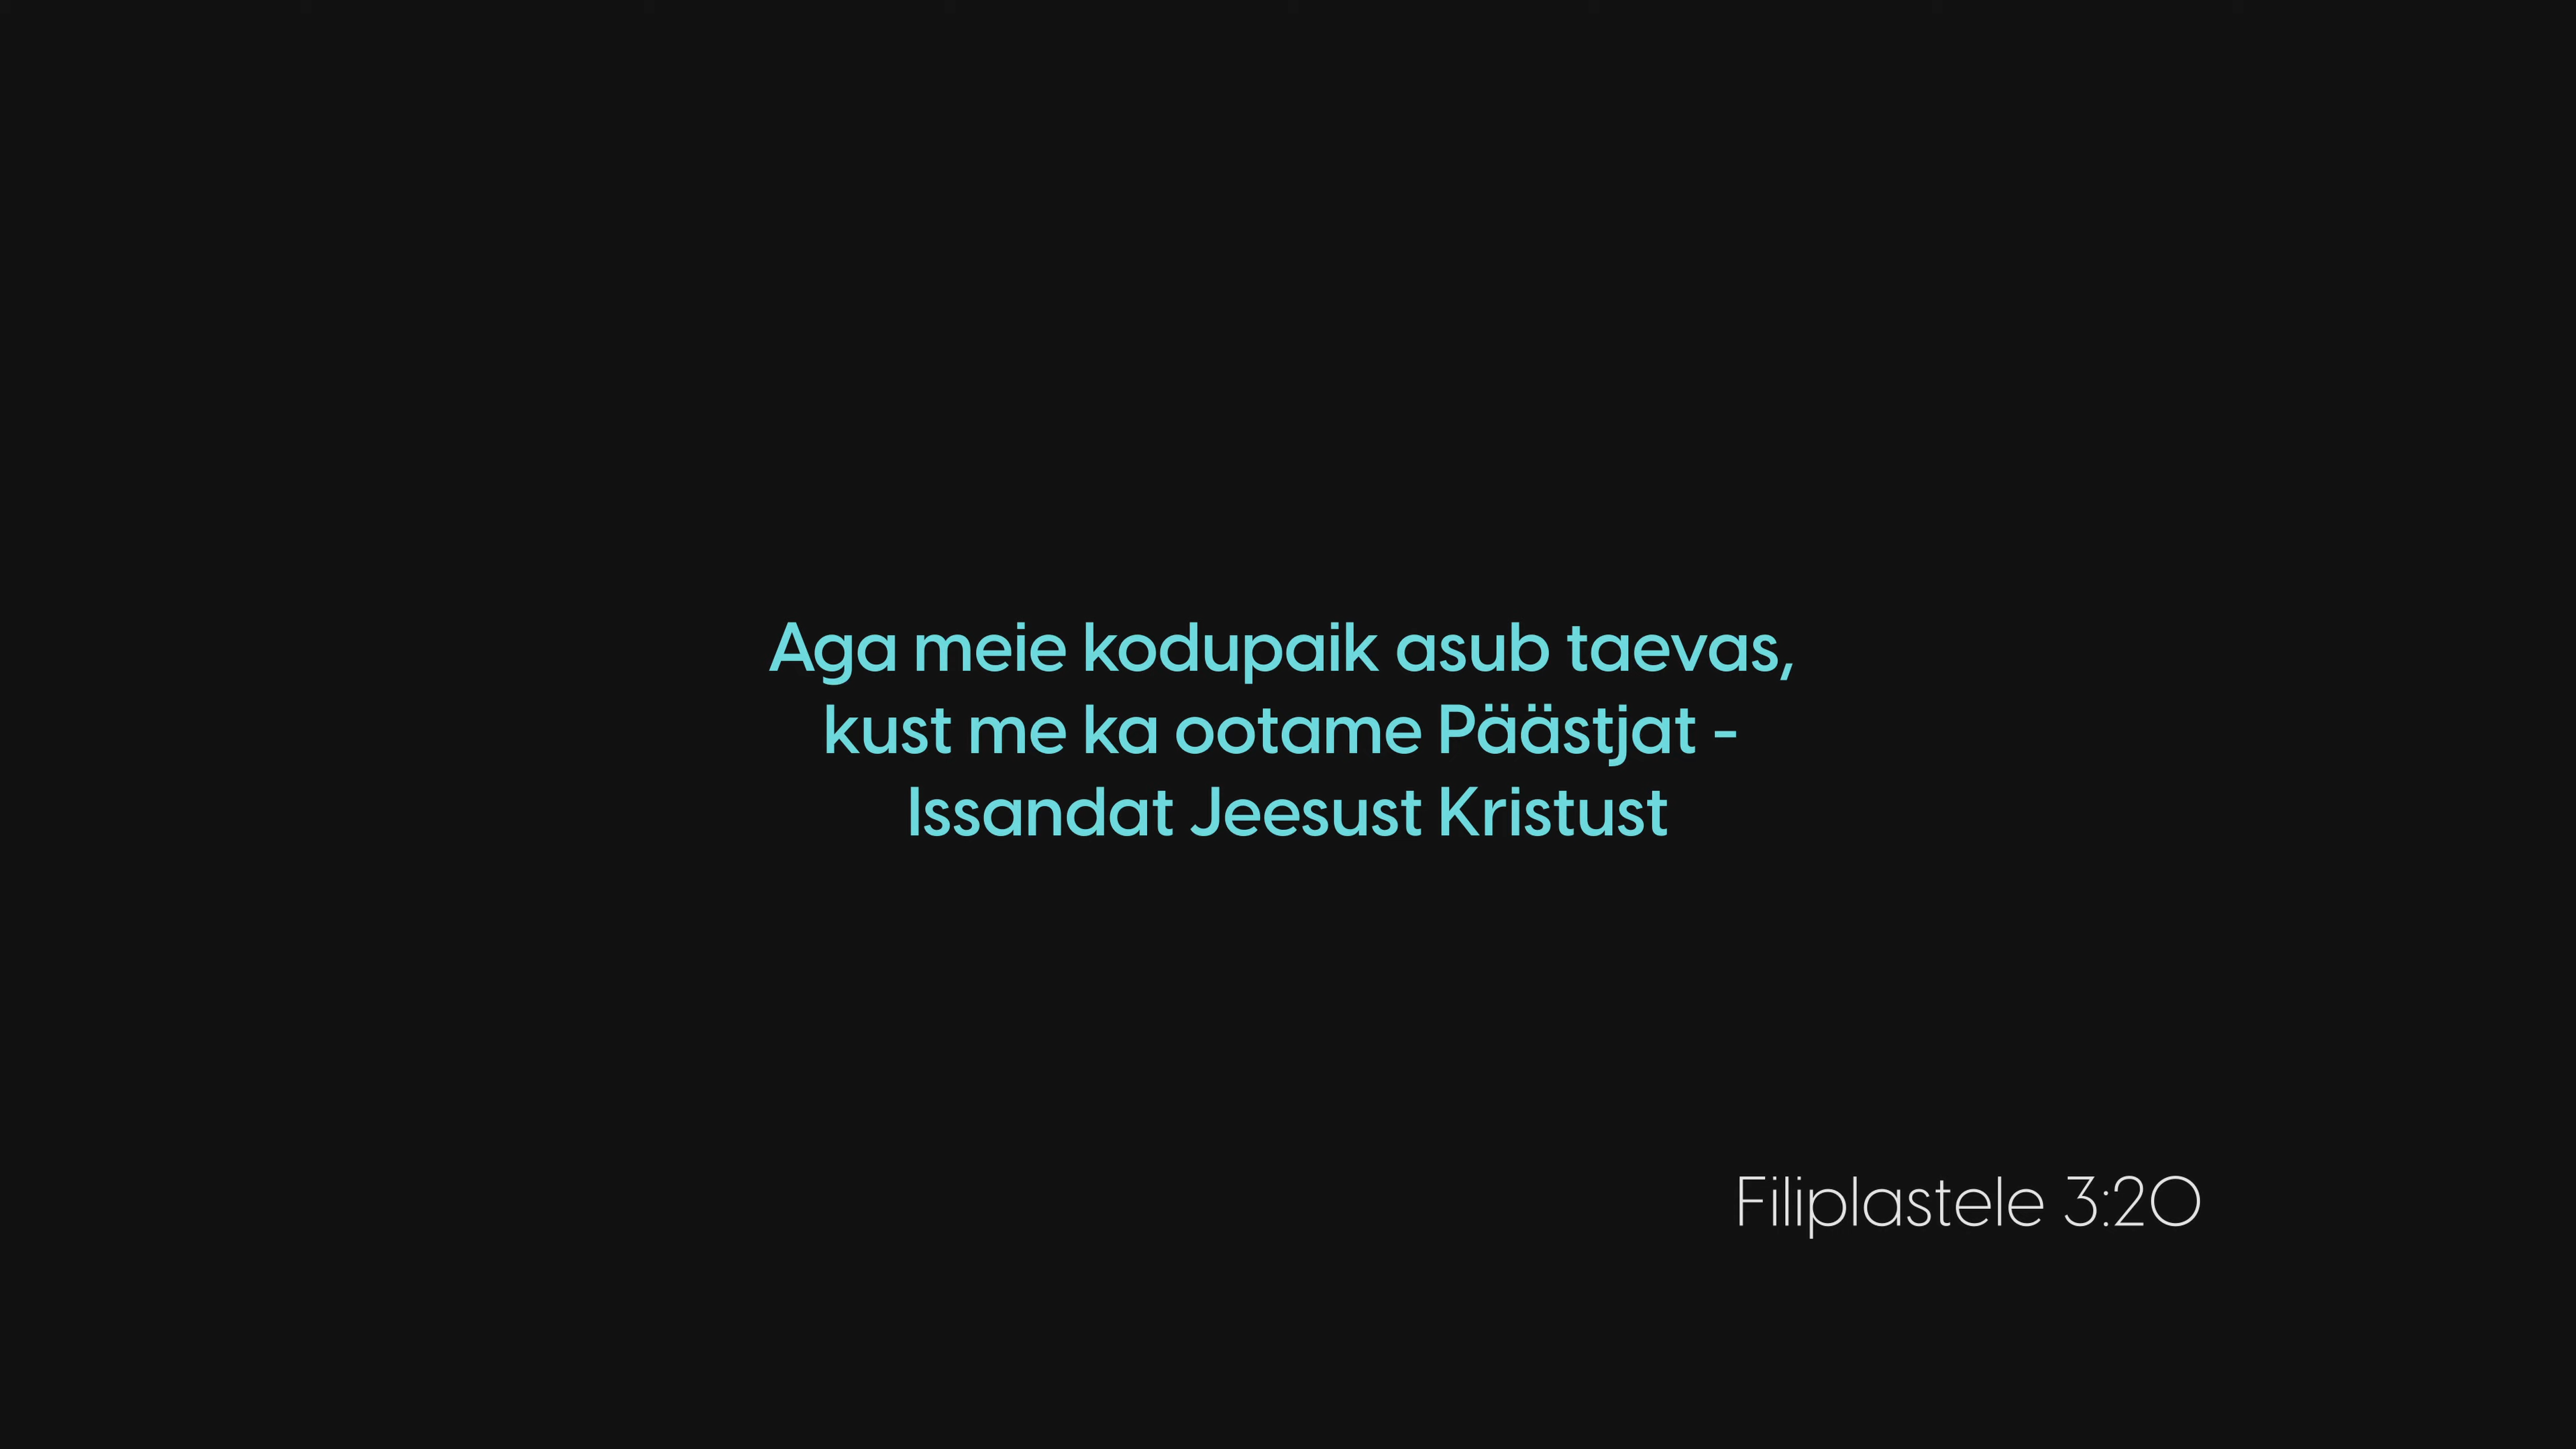 Aga meie kodupaik asub taevas,
kust me ka ootame Päästjat -
Issandat Jeesust Kristust
Filiplastele 3:20